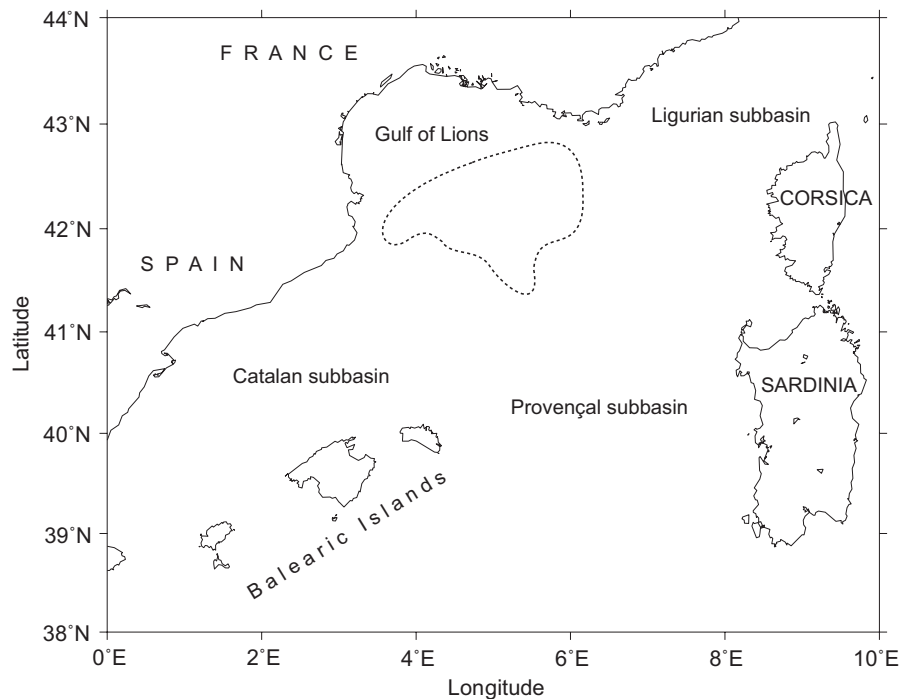 44˚N
F R A N C E
43˚N
Ligurian subbasin
Gulf of Lions
CORSICA
42˚N
S P A I N
41˚N
Latitude
SARDINIA
Catalan subbasin
Provençal subbasin
40˚N
Balearic Islands
39˚N
38˚N
0˚E
2˚E
4˚E
6˚E
8˚E
10˚E
Longitude